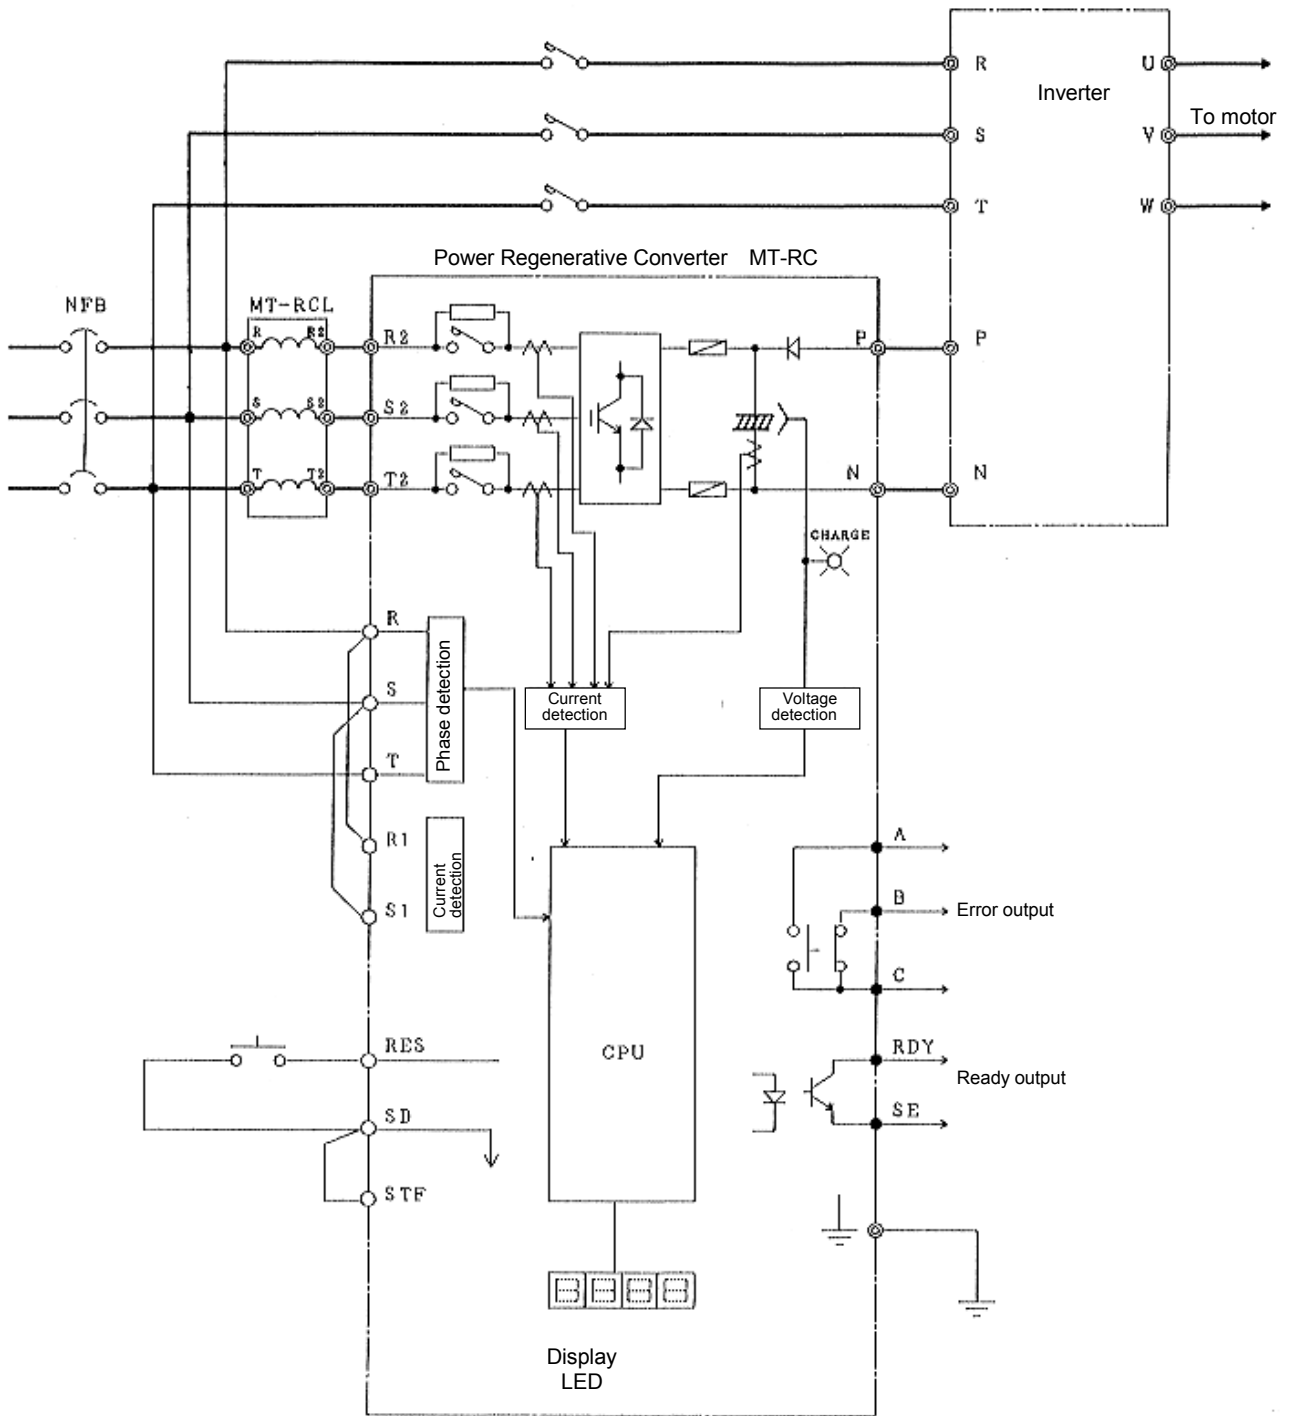 R
U
Inverter
To motor
S
V
T
W
Power Regenerative Converter MT-RC
NFB
MT-RCL
R
R2
R2
P
P
S
S2
S2
T
T2
T2
N
N
CHARGE
R
S
T
Phase detection
Current
detection
Voltage
detection
R1
S1
Current
detection
A
B
Error output
C
CPU
RES
SD
STF
RDY
Ready output
SE
Display
LED